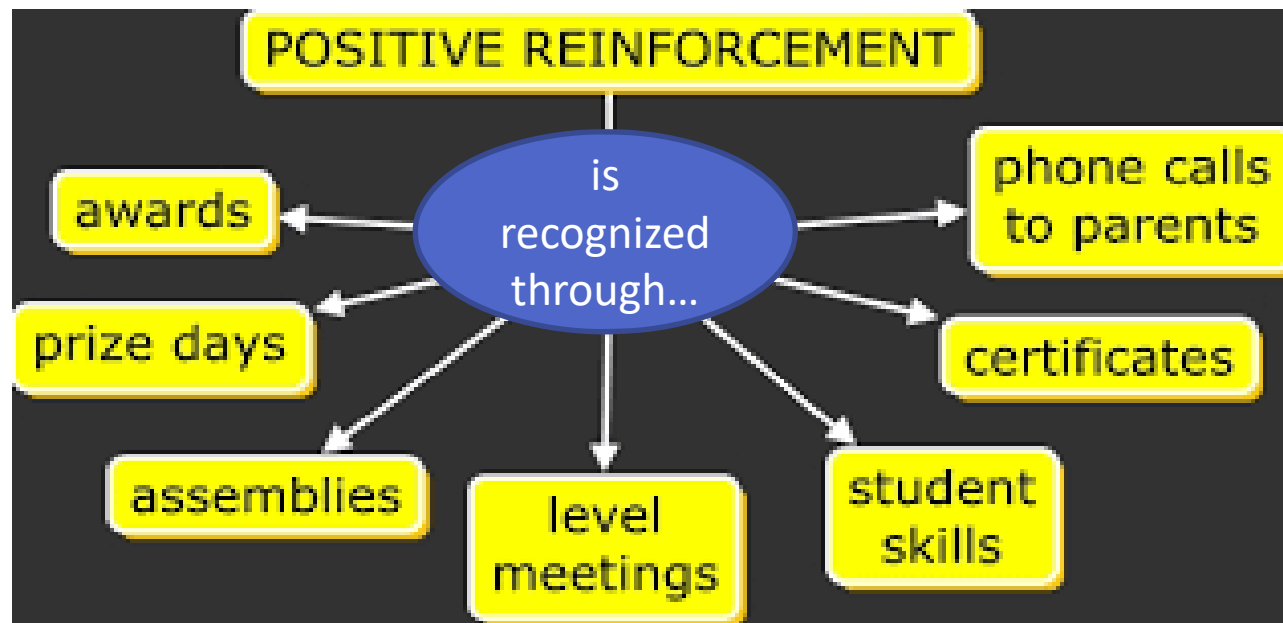 POSITIVE REINFORCEMENT
is
recognized
through...
awards
prize days
assemblies
level
meetings
student
skills
certificates
phone calls
to parents